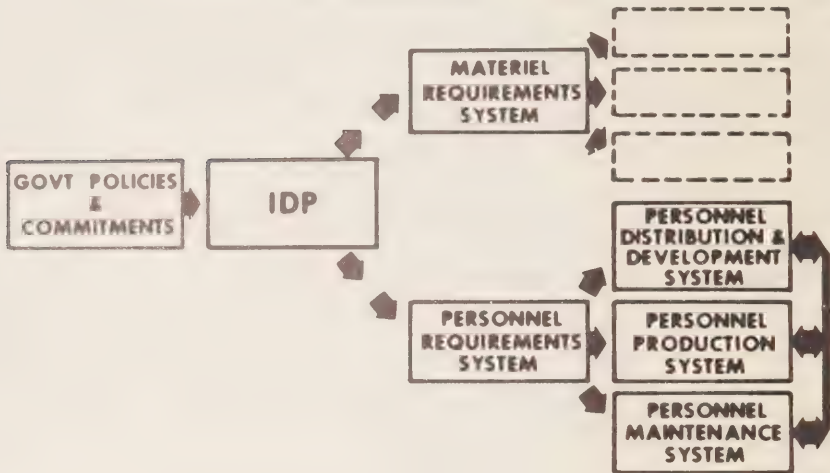 GOVT POLICIES
&
COMMITMENTS
IDP
MATERIEL
REQUIREMENTS
SYSTEM
PERSONNEL
REQUIREMENTS
SYSTEM
PERSONNEL
DISTRIBUTION &
DEVELOPMENT
SYSTEM
PERSONNEL
PRODUCTION
SYSTEM
PERSONNEL
MAINTENANCE
SYSTEM